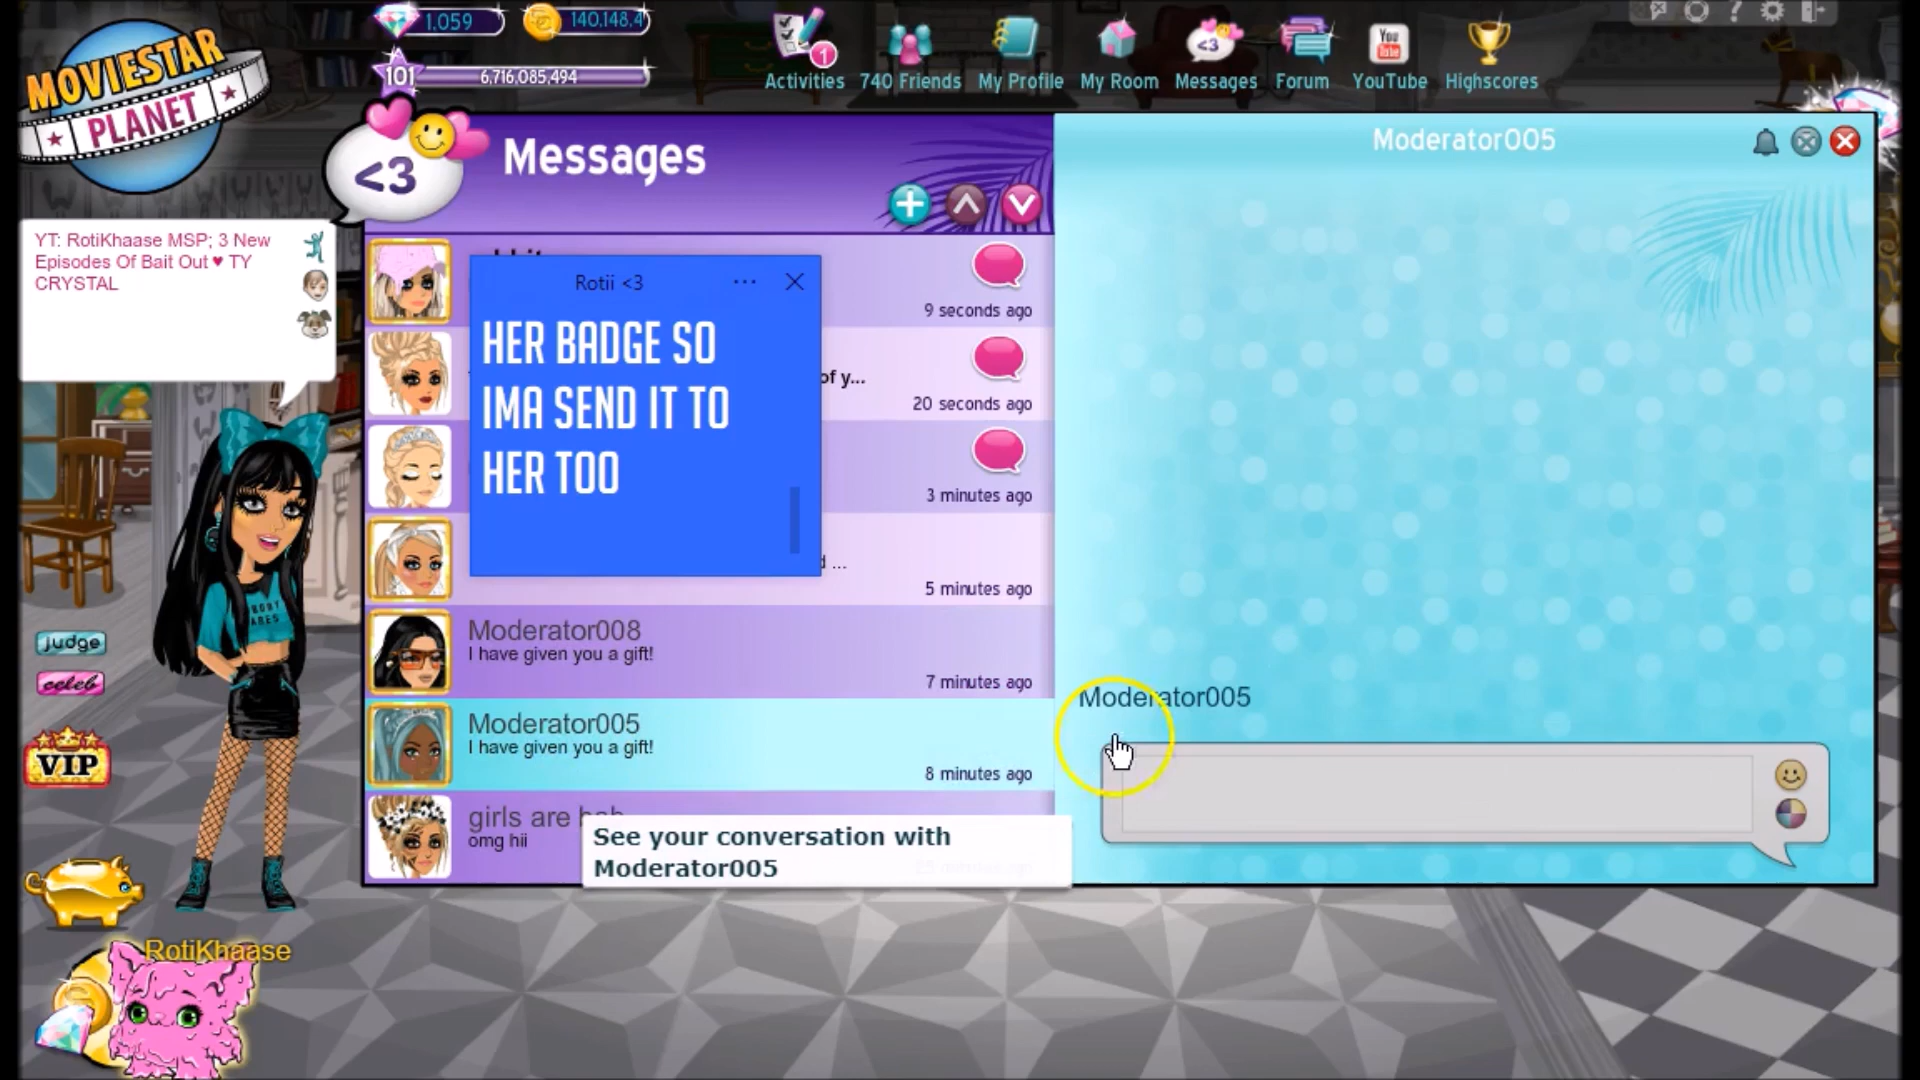 1.059
140.148.4
101
6.716.085.494
MOVIESTAR
PLANET
1
<3
Activities
740 Friends
My Profile
My Room
Messages
Forum
You
Tube
YouTube
Highscores
<3
Messages
Moderator005
YT: RotiKhaase MSP; 3 New
Episodes Of Bait Out ♥ TY
CRYSTAL
Rotii <3
HER BADGE SO
IMA SEND IT TO
HER TOO
9 seconds ago
of y...
20 seconds ago
3 minutes ago
...
5 minutes ago
Moderator008
I have given you a gift!
7 minutes ago
Moderator005
I have given you a gift!
8 minutes ago
girls are
omg hii
See your conversation with
Moderator005
Moderator005
judge
celeb
VIP
RotiKhaase